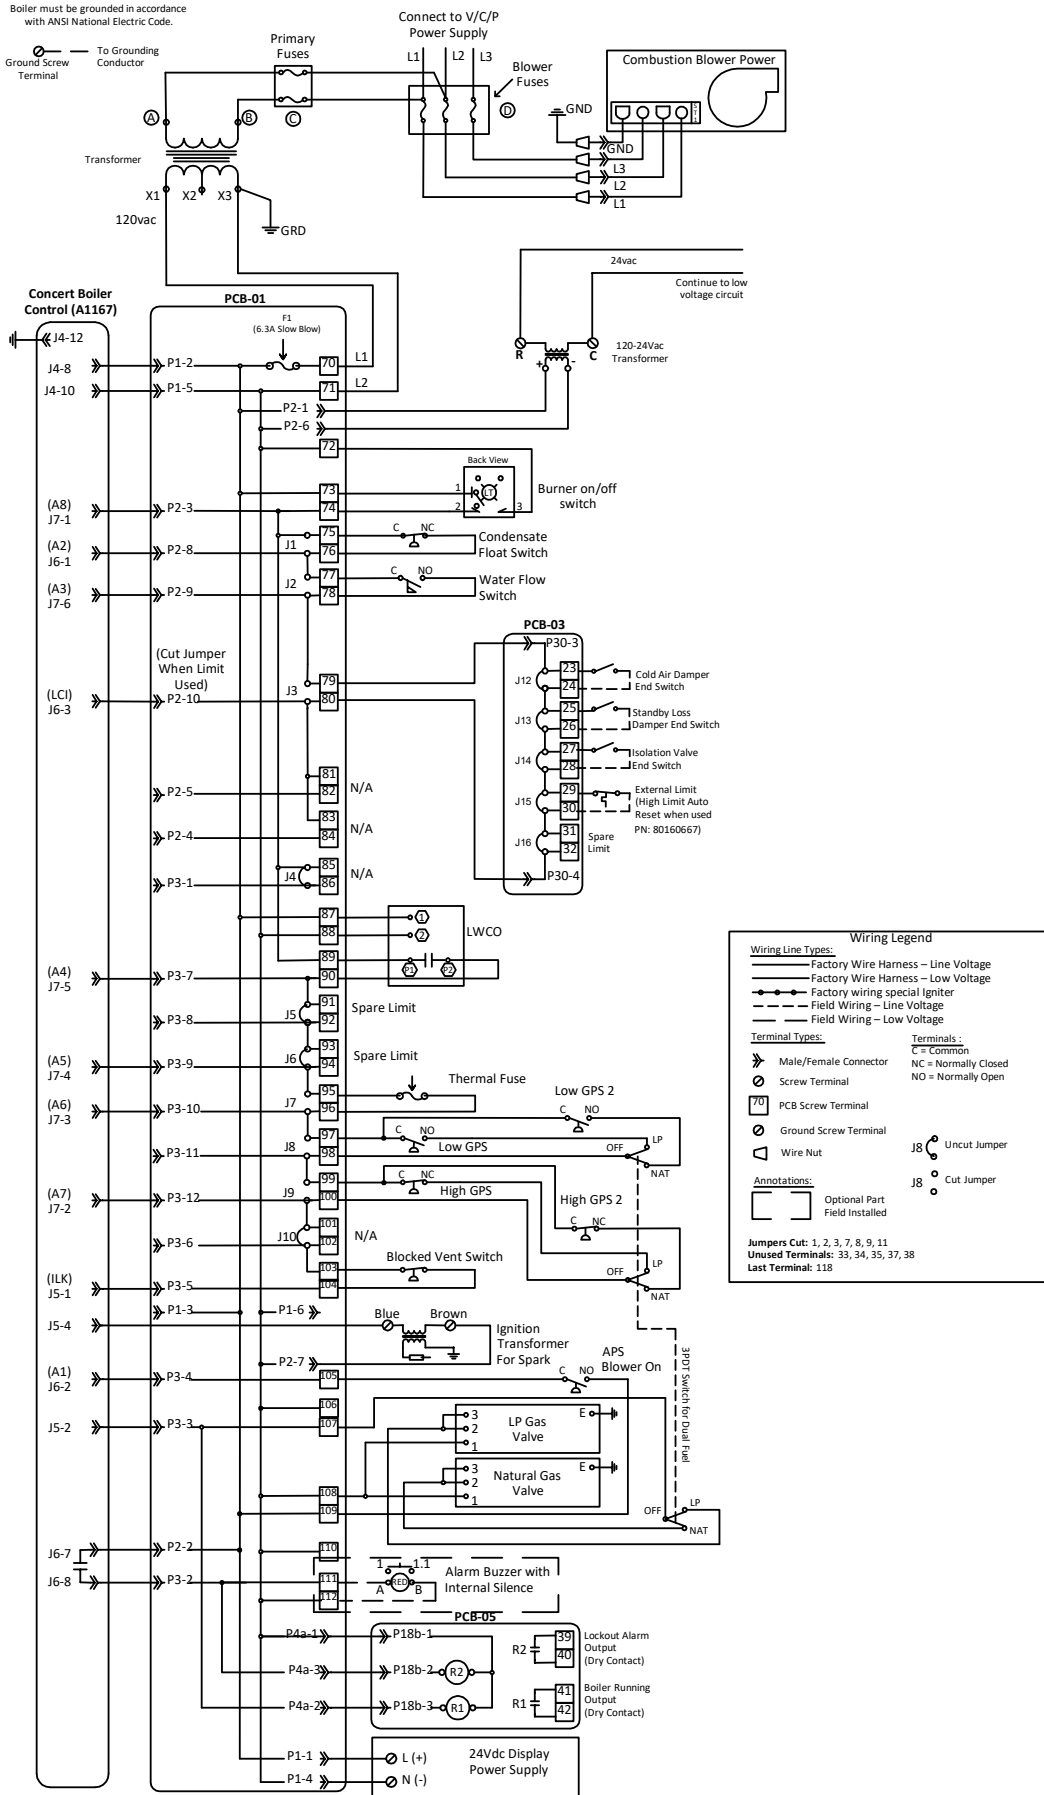 Boiler must be grounded in accordance
with ANSI National Electric Code.
Ground Screw
Terminal
To Grounding
Conductor
Primary
Fuses
Connect to V/C/P
Power Supply
L1
L2
L3
Blower
Fuses
Combustion Blower Power
ST1
A
B
C
D
GND
GND
L3
L2
L1
Transformer
X1
X2
X3
120vac
GRD
24vac
Continue to low
voltage circuit
R
C
+
-
120-24Vac
Transformer
Concert Boiler
Control (A1167)
PCB-01
F1
(6.3A Slow Blow)
J4-12
J4-8
P1-2
70
L1
J4-10
P1-5
71
L2
P2-1
P2-6
72
Back View
LT
1
2
3
Burner on/off
switch
73
(A8)
J7-1
P2-3
74
75
C
NC
Condensate
Float Switch
(A2)
J6-1
P2-8
J1
76
77
C
NO
Water Flow
Switch
(A3)
J7-6
P2-9
J2
78
PCB-03
P30-3
(Cut Jumper
When Limit
Used)
79
(LCI)
J6-3
P2-10
J3
80
J12
23
24
Cold Air Damper
End Switch
J13
25
26
Standby Loss
Damper End Switch
J14
27
28
Isolation Valve
End Switch
J15
29
30
External Limit
(High Limit Auto
Reset when used
PN: 80160667)
J16
31
32
Spare
Limit
P30-4
81
P2-5
82
N/A
83
P2-4
84
N/A
85
P3-1
J4
86
N/A
87
1
88
2
LWCO
89
P1
P2
(A4)
J7-5
P3-7
90
91
P3-8
J5
92
Spare Limit
93
(A5)
J7-4
P3-9
J6
94
Spare Limit
95
Thermal Fuse
(A6)
J7-3
P3-10
J7
96
Low GPS 2
C
NO
97
C
NO
Low GPS
P3-11
J8
98
OFF
LP
NAT
99
C
NC
High GPS
(A7)
J7-2
P3-12
J9
100
High GPS 2
C
NC
101
P3-6
J10
102
N/A
OFF
LP
NAT
103
Blocked Vent Switch
(ILK)
J5-1
P3-5
104
P1-3
P1-6
J5-4
Blue
Brown
Ignition
Transformer
For Spark
P2-7
(A1)
J6-2
P3-4
105
APS
Blower On
C
NO
3PDT Switch for Dual Fuel
106
J5-2
P3-3
107
3
2
1
LP Gas
Valve
E
3
2
1
Natural Gas
Valve
E
108
109
OFF
LP
NAT
J6-7
P2-2
110
J6-8
P3-2
111
112
1
1.1
A
RED
B
Alarm Buzzer with
Internal Silence
PCB-05
P4a-1
P18b-1
P4a-3
P18b-2
R2
P4a-2
P18b-3
R1
R2
39
40
Lockout Alarm
Output
(Dry Contact)
R1
41
42
Boiler Running
Output
(Dry Contact)
P1-1
L (+)
P1-4
N (-)
24Vdc Display
Power Supply
Wiring Legend
Wiring Line Types:
Factory Wire Harness – Line Voltage
Factory Wire Harness – Low Voltage
Factory wiring special Igniter
Field Wiring – Line Voltage
Field Wiring – Low Voltage
Terminal Types:
Male/Female Connector
Screw Terminal
70
PCB Screw Terminal
Ground Screw Terminal
Wire Nut
Terminals :
C = Common
NC = Normally Closed
NO = Normally Open
J8
Uncut Jumper
J8
Cut Jumper
Annotations:
Optional Part
Field Installed
Jumpers Cut: 1, 2, 3, 7, 8, 9, 11
Unused Terminals: 33, 34, 35, 37, 38
Last Terminal: 118